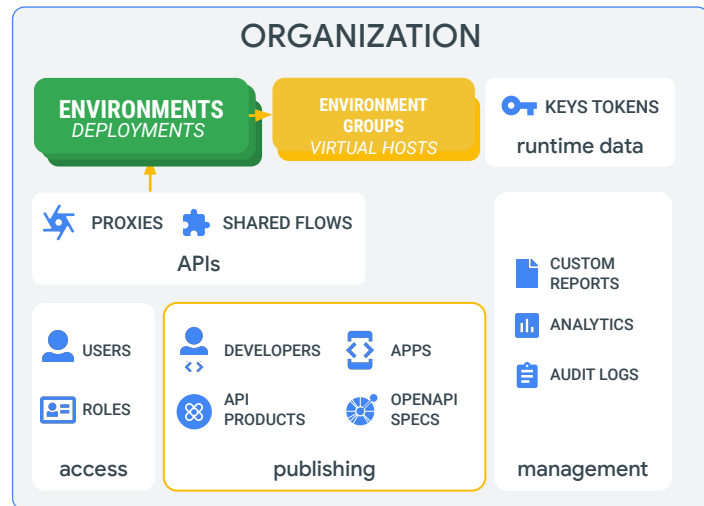 ORGANIZATION
ENVIRONMENTS
DEPLOYMENTS
ENVIRONMENT
GROUPS
VIRTUAL HOSTS
KEYS TOKENS
runtime data
PROXIES
SHARED FLOWS
APIs
CUSTOM
REPORTS
ANALYTICS
AUDIT LOGS
management
USERS
ROLES
access
DEVELOPERS
APPS
API
PRODUCTS
OPENAPI
SPECS
publishing